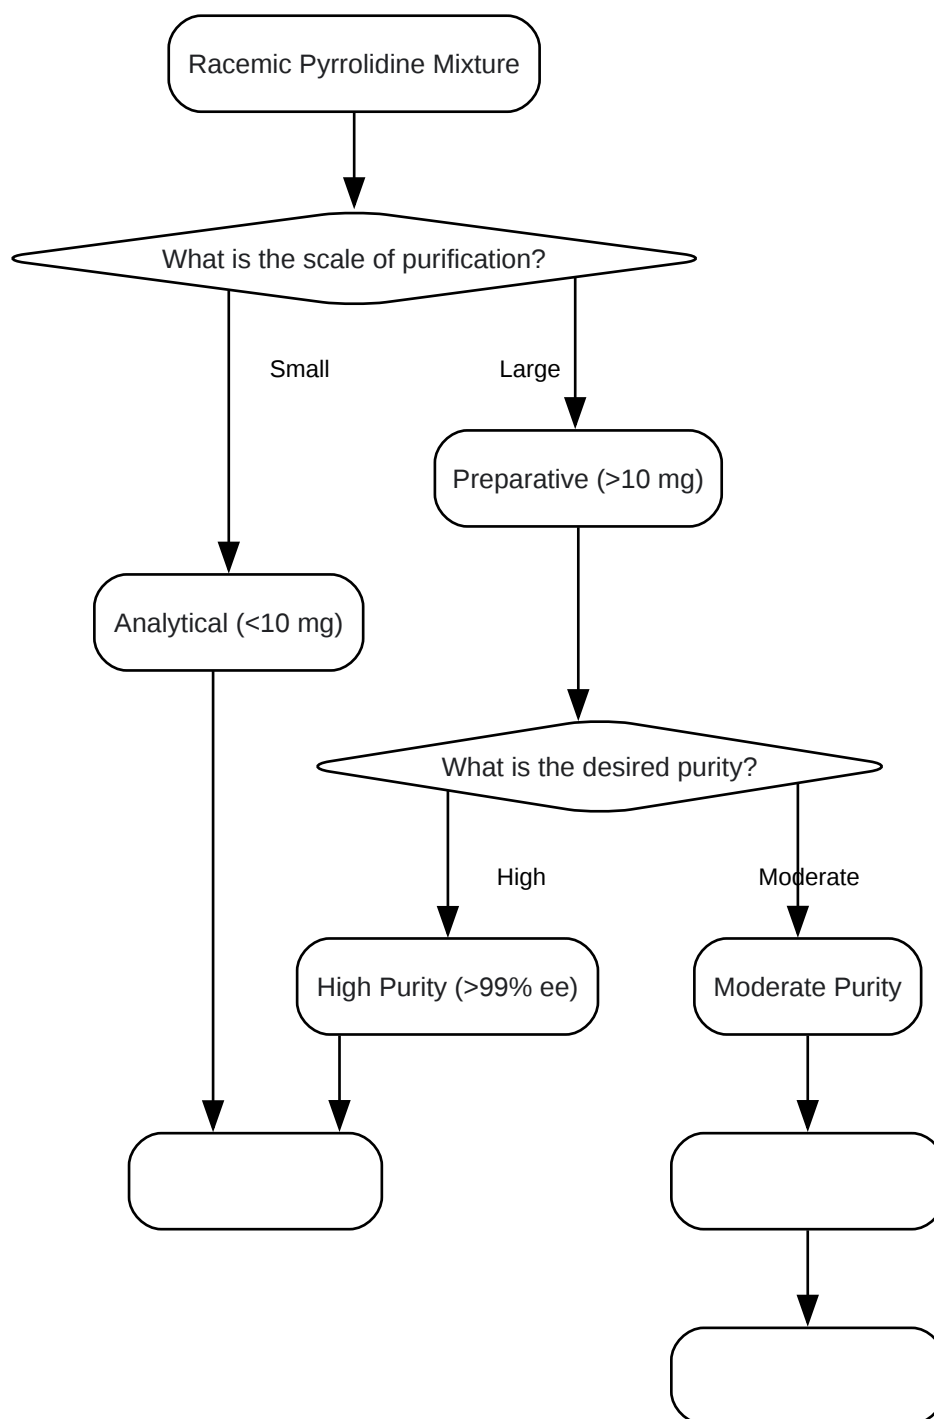 Racemic Pyrrolidine Mixture
What is the scale of purification?
Small
Large
Preparative (>10 mg)
Analytical (<10 mg)
What is the desired purity?
High
Moderate
High Purity (>99% ee)
Moderate Purity